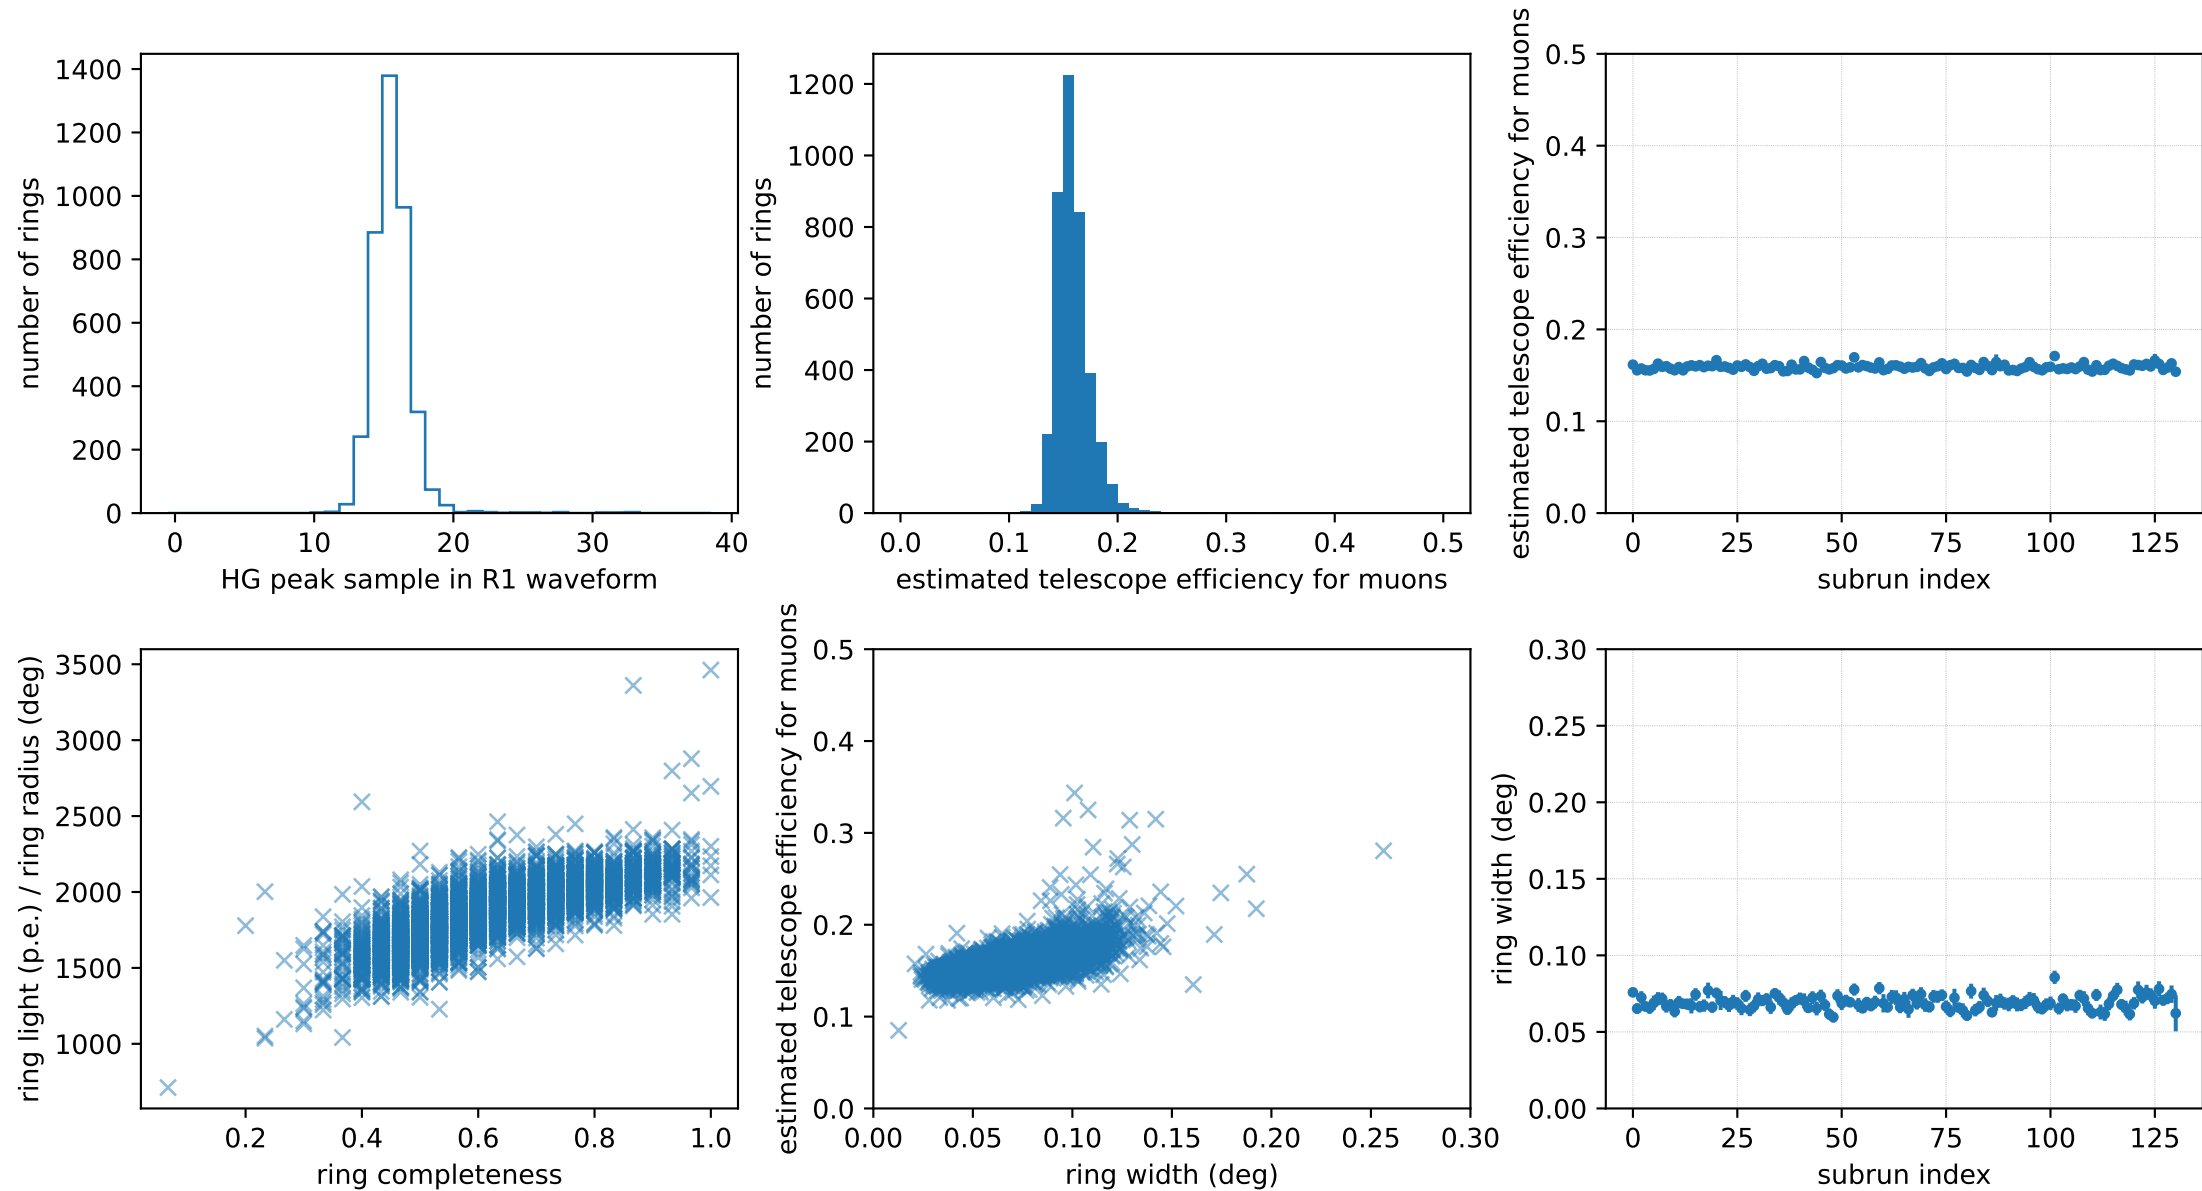 1400
1200
1000
800
600
400
200
0
number of rings
0 10 20 30 40
HG peak sample in R1 waveform
1200
1000
800
600
400
200
0
number of rings
0.0 0.1 0.2 0.3 0.4 0.5
estimated telescope efficiency for muons
0.5
0.4
0.3
0.2
0.1
0.0
estimated telescope efficiency for muons
0 25 50 75 100 125
subrun index
3500
3000
2500
2000
1500
1000
ring light (p.e.) / ring radius (deg)
0.2 0.4 0.6 0.8 1.0
ring completeness
0.5
0.4
0.3
0.2
0.1
0.0
estimated telescope efficiency for muons
0.00 0.05 0.10 0.15 0.20 0.25 0.30
ring width (deg)
0.30
0.25
0.20
0.15
0.10
0.05
0.00
ring width (deg)
0 25 50 75 100 125
subrun index